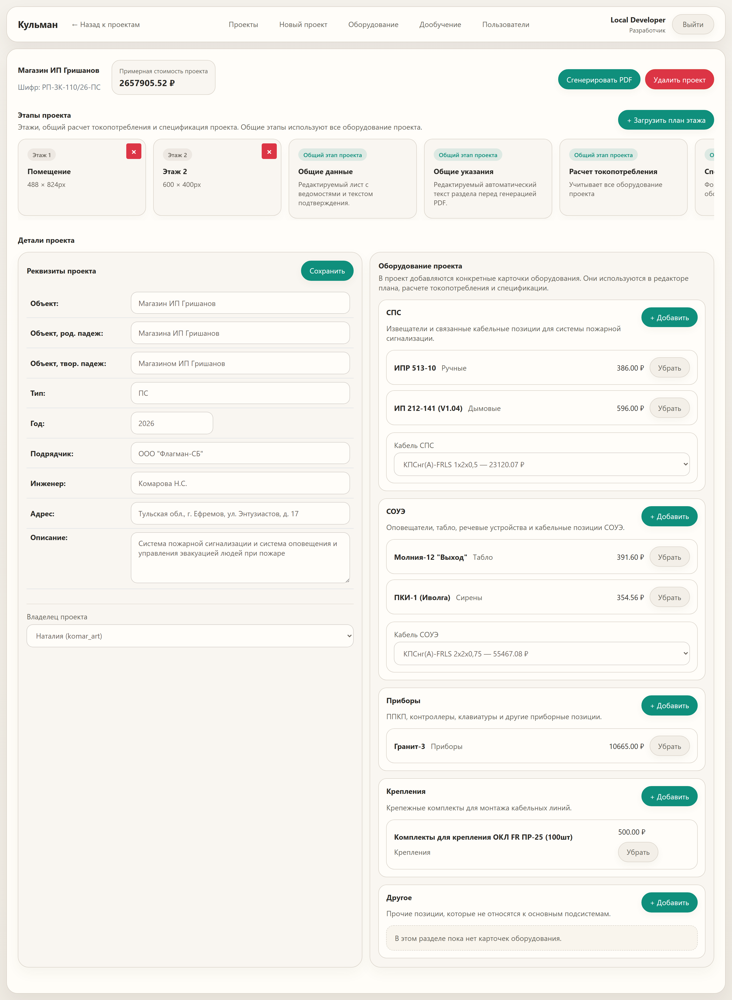 Кульман
← Назад к проектам
Проекты
Новый проект
Оборудование
Дообучение
Пользователи
Local Developer
Разработчик
Выйти
Магазин ИП Гришанов
Шифр: РП-ЗК-110/26-ПС
Примерная стоимость проекта
2657905.52 ₽
Сгенерировать PDF
Удалить проект
Этапы проекта
Этажи, общий расчет токопотребления и спецификация проекта. Общие этапы используют все оборудование проекта.
+ Загрузить план этажа
Этаж 1
×
Помещение
488 × 824px
Этаж 2
×
Этаж 2
600 × 400px
Общий этап проекта
Общие данные
Редактируемый лист с
ведомостями и текстом
подтверждения.
Общий этап проекта
Общие указания
Редактируемый автоматический
текст раздела перед генерацией
PDF.
Общий этап проекта
Расчет токопотребления
Учитывает все оборудование
проекта
Детали проекта
Реквизиты проекта
Сохранить
Объект:
Магазин ИП Гришанов
Объект, род. падеж:
Магазина ИП Гришанов
Объект, твор. падеж:
Магазином ИП Гришанов
Тип:
ПС
Год:
2026
Подрядчик:
ООО "Флагман-СБ"
Инженер:
Комарова Н.С.
Адрес:
Тульская обл., г. Ефремов, ул. Энтузиастов, д. 17
Описание:
Система пожарной сигнализации и система оповещения и
управления эвакуацией людей при пожаре
Владелец проекта
Наталия (komar_art)
Оборудование проекта
В проект добавляются конкретные карточки оборудования. Они используются в редакторе
плана, расчете токопотребления и спецификации.
СПС
+ Добавить
Извещатели и связанные кабельные позиции для системы пожарной
сигнализации.
ИПР 513-10 Ручные 386.00 ₽ Убрать
ИП 212-141 (V1.04) Дымовые 596.00 ₽ Убрать
Кабель СПС
КПСнг(А)-FRLS 1x2x0,5 — 23120.07 ₽
СОУЭ
+ Добавить
Оповещатели, табло, речевые устройства и кабельные позиции СОУЭ.
Молния-12 "Выход" Табло 391.60 ₽ Убрать
ПКИ-1 (Иволга) Сирены 354.56 ₽ Убрать
Кабель СОУЭ
КПСнг(А)-FRLS 2x2x0,75 — 55467.08 ₽
Приборы
+ Добавить
ППКП, контроллеры, клавиатуры и другие приборные позиции.
Гранит-3 Приборы 10665.00 ₽ Убрать
Крепления
+ Добавить
Крепежные комплекты для монтажа кабельных линий.
Комплекты для крепления ОКЛ FR ПР-25 (100шт)
Крепления
500.00 ₽
Убрать
Другое
+ Добавить
Прочие позиции, которые не относятся к основным подсистемам.
В этом разделе пока нет карточек оборудования.